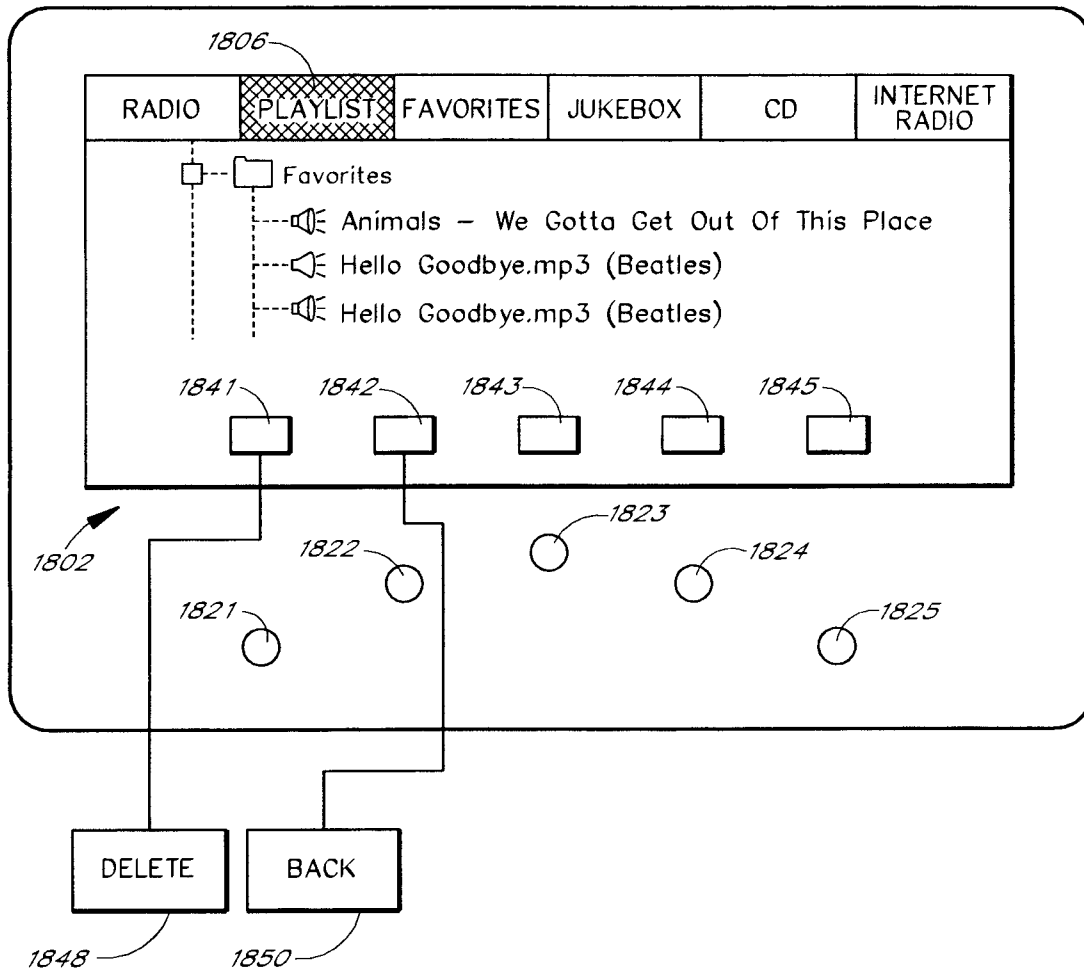 1806
RADIO PLAYLIST FAVORITES JUKEBOX CD INTERNET RADIO
Favorites
Animals – We Gotta Get Out Of This Place
Hello Goodbye.mp3 (Beatles)
Hello Goodbye.mp3 (Beatles)
1841 1842 1843 1844 1845
1802
1823
1822 1824
1821 1825
DELETE BACK
1848 1850